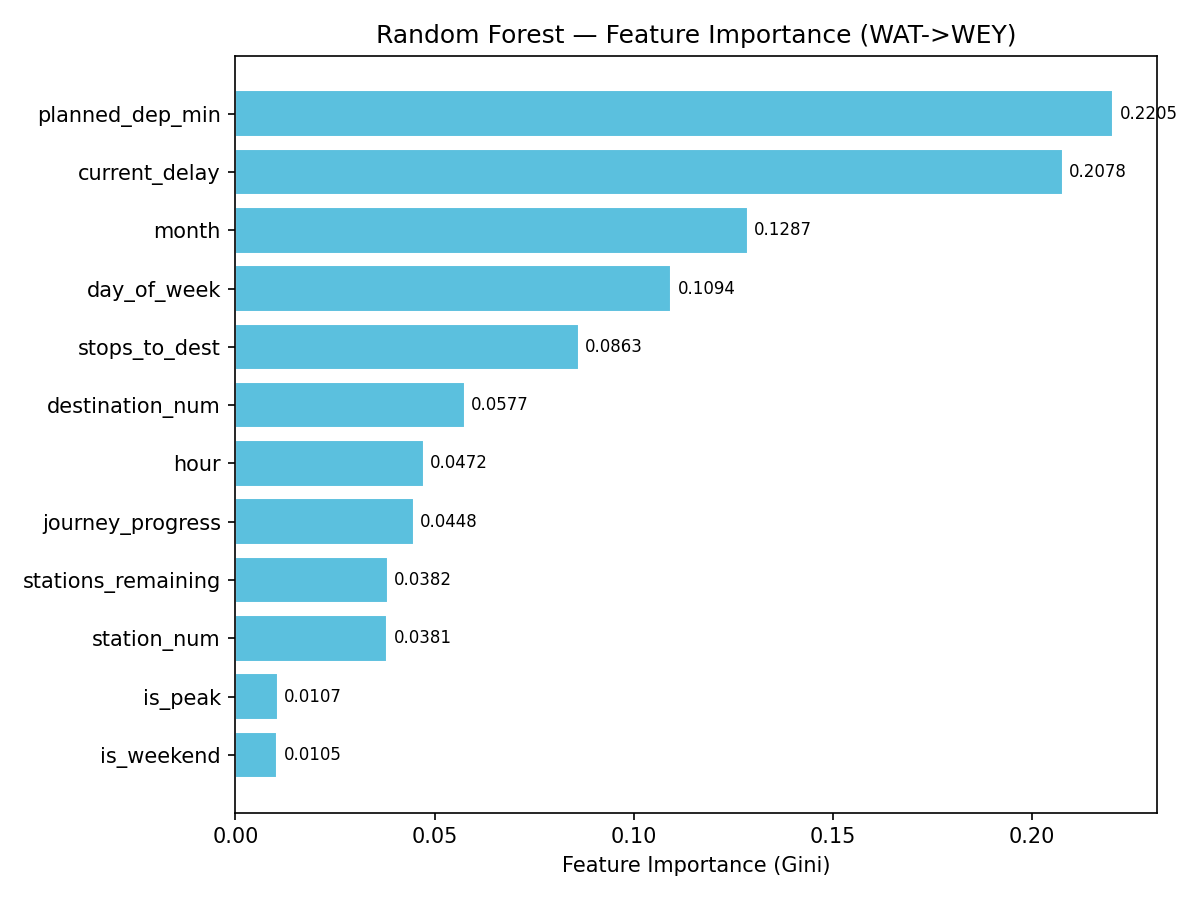 Random Forest — Feature Importance (WAT->WEY)
planned_dep_min 0.2205
current_delay 0.2078
month 0.1287
day_of_week 0.1094
stops_to_dest 0.0863
destination_num 0.0577
hour 0.0472
journey_progress 0.0448
stations_remaining 0.0382
station_num 0.0381
is_peak 0.0107
is_weekend 0.0105
0.00 0.05 0.10 0.15 0.20
Feature Importance (Gini)